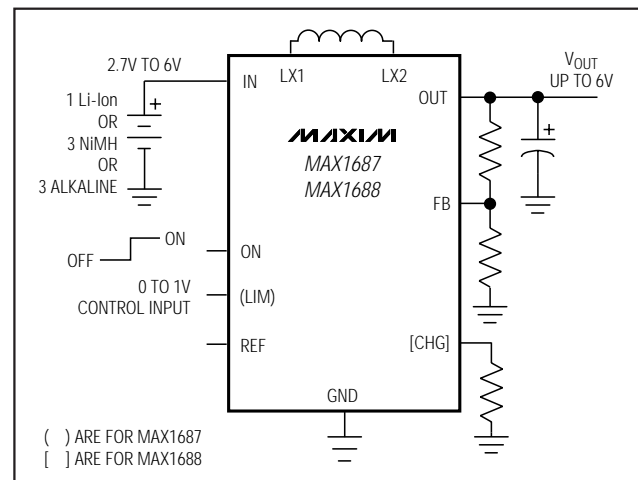 2.7V TO 6V
1 Li-Ion
OR
3 NiMH
OR
3 ALKALINE
+
IN
LX1
LX2
OUT
VOUT
UP TO 6V
+
MAXIM
MAX1687
MAX1688
FB
OFF
ON
ON
0 TO 1V
CONTROL INPUT
(LIM)
REF
[CHG]
GND
( ) ARE FOR MAX1687
[ ] ARE FOR MAX1688